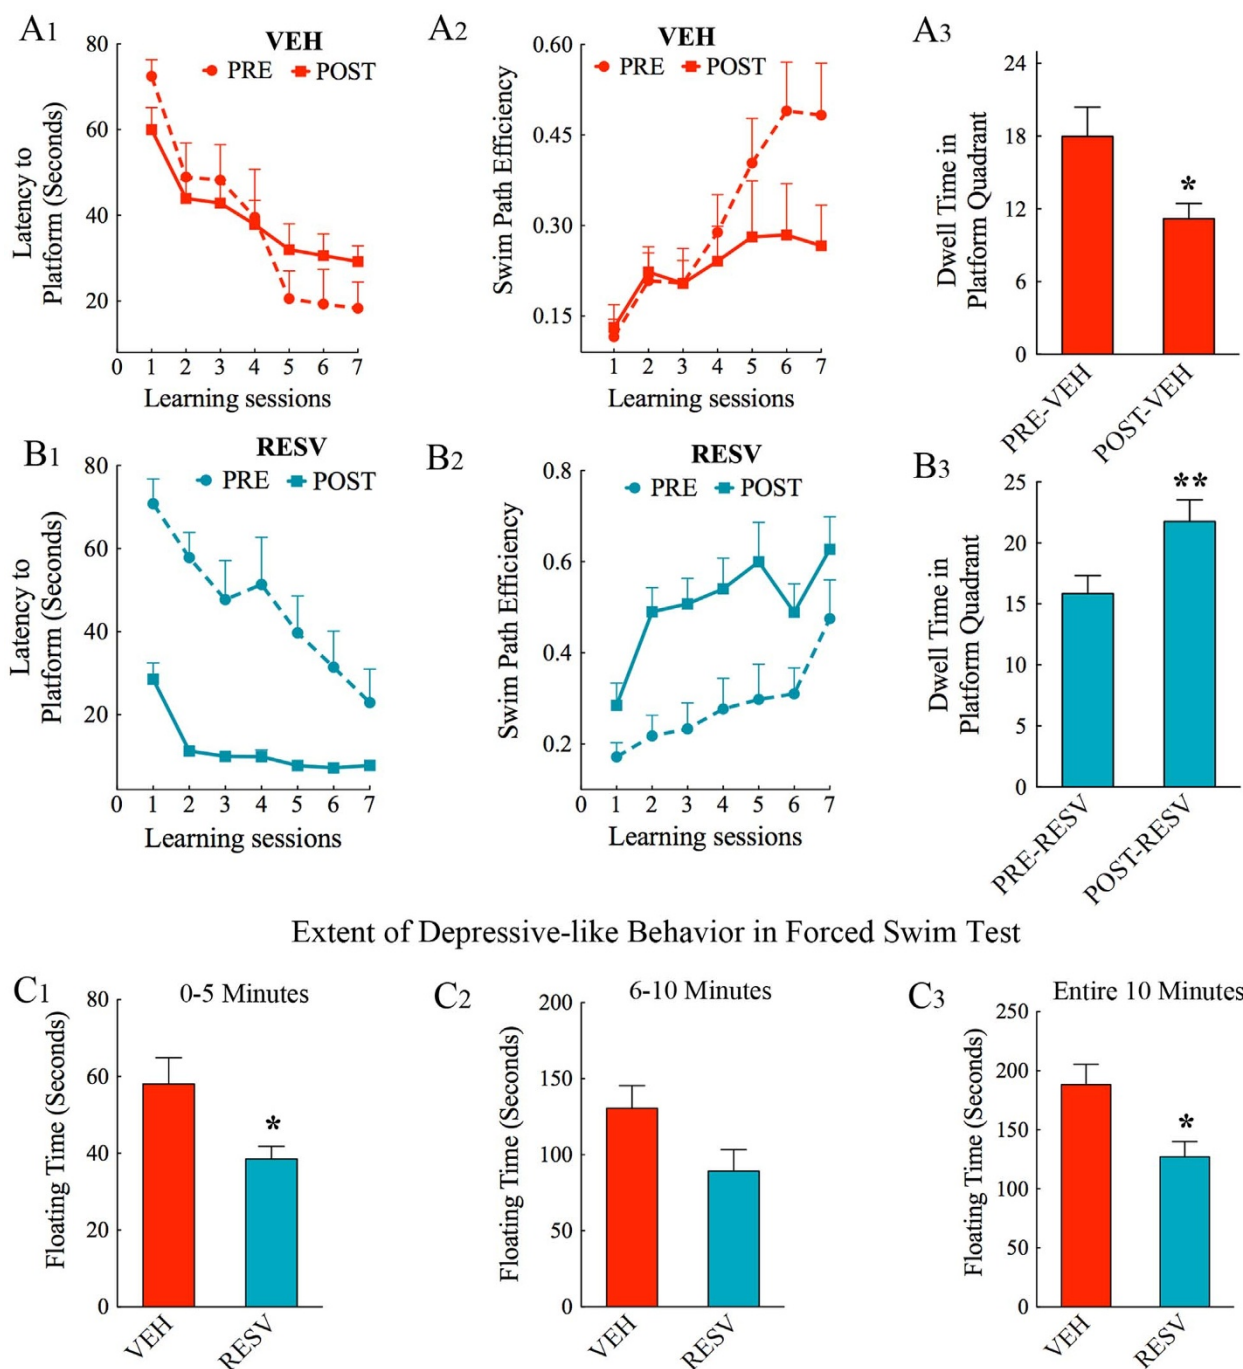 A1
VEH
PRE POST
Latency to
Platform (Seconds)
80
60
40
20
0 1 2 3 4 5 6 7
Learning sessions
A2
VEH
PRE POST
Swim Path Efficiency
0.60
0.45
0.30
0.15
1 2 3 4 5 6 7
Learning sessions
A3
Dwell Time in
Platform Quadrant
24
18
12
6
0
*
PRE-VEH
POST-VEH
B1
RESV
PRE POST
Latency to
Platform (Seconds)
80
60
40
20
0 1 2 3 4 5 6 7
Learning sessions
B2
RESV
PRE POST
Swim Path Efficiency
0.8
0.6
0.4
0.2
0 1 2 3 4 5 6 7
Learning sessions
B3
Dwell Time in
Platform Quadrant
25
20
15
10
5
0
**
PRE-RESV
POST-RESV
Extent of Depressive-like Behavior in Forced Swim Test
C1
0-5 Minutes
Floating Time (Seconds)
80
60
40
20
0
*
VEH
RESV
C2
6-10 Minutes
Floating Time (Seconds)
200
150
100
50
0
VEH
RESV
C3
Entire 10 Minutes
Floating Time (Seconds)
250
200
150
100
50
0
*
VEH
RESV